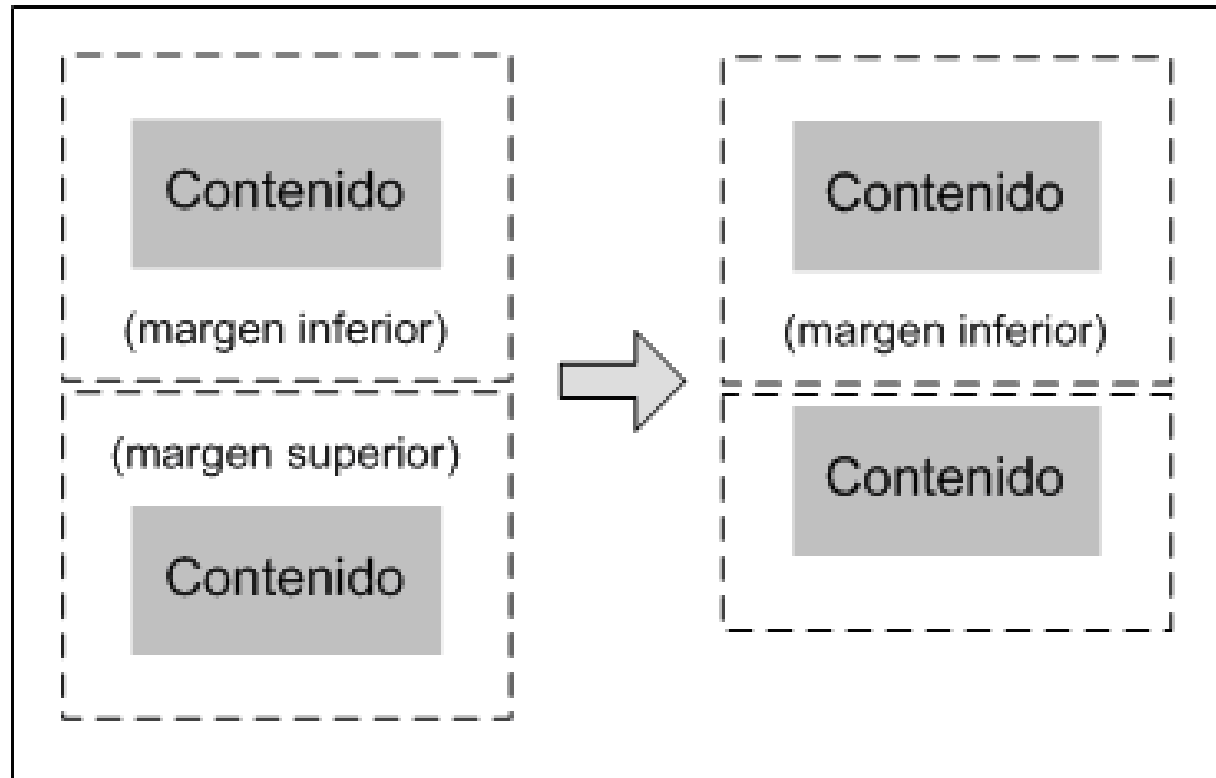 Contenido
(margen inferior)
(margen superior)
Contenido
Contenido
(margen inferior)
Contenido